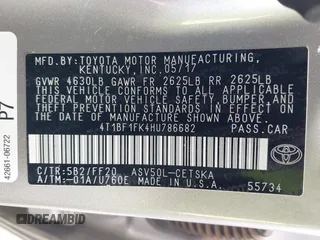 BY: TOYOTA MOTOR MANUFACTURING,
KENTUCKY, INC. 05/17
GVWR 4630LB GAWR FR 2625LB RR 2625LB
THIS VEHICLE CONFORMS TO ALL APPLICABLE
FEDERAL MOTOR VEHICLE SAFETY, BUMPER, AND
THEFT PREVENTION STANDARDS IN EFFECT ON
THE DATE OF MANUFACTURE SHOWN ABOVE.
4T1BF1FK4HU786682 PASS.CAR
C/TR:5B2/FF20 ASV50L-CETSKA
A/TM:-01A/U760E MADE IN U.S.A.
TOYOTA
55734
P7
42661-06722
DREAMBID